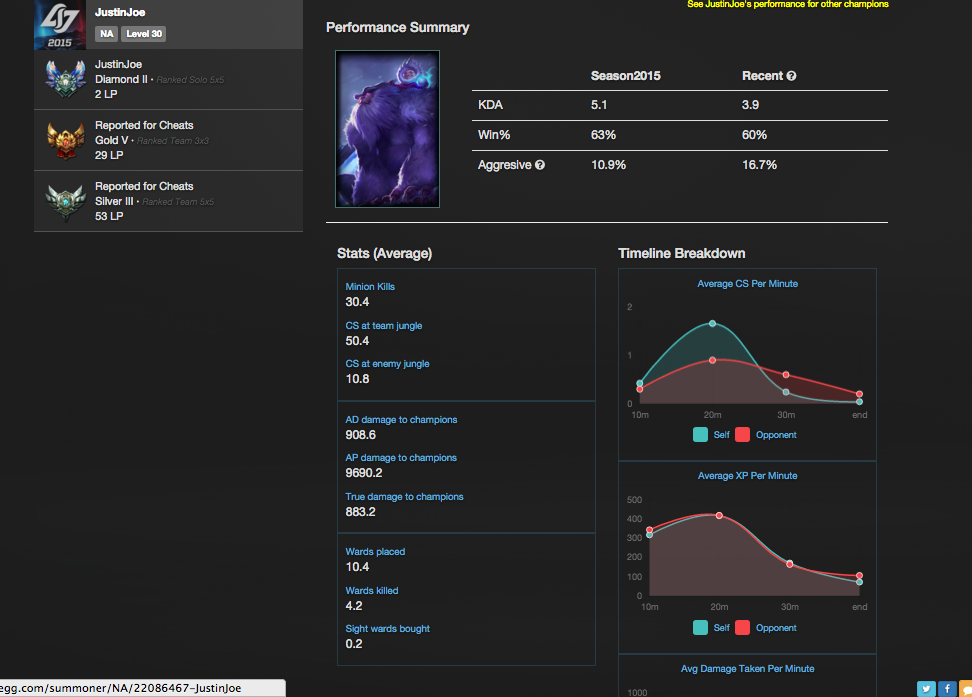 See JustinJoe's performance for other champions
2015
JustinJoe
NA Level 30
JustinJoe
Diamond II • Ranked Solo 5x5
2 LP
Reported for Cheats
Gold V • Ranked Team 3x3
29 LP
Reported for Cheats
Silver III • Ranked Team 5x5
53 LP
Performance Summary
Season2015 Recent ?
KDA 5.1 3.9
Win% 63% 60%
Aggresive ? 10.9% 16.7%
Stats (Average)
Minion Kills
30.4
CS at team jungle
50.4
CS at enemy jungle
10.8
AD damage to champions
908.6
AP damage to champions
9690.2
True damage to champions
883.2
Wards placed
10.4
Wards killed
4.2
Sight wards bought
0.2
Timeline Breakdown
Average CS Per Minute
2
1
0
10m 20m 30m end
Self Opponent
Average XP Per Minute
500
400
300
200
100
0
10m 20m 30m end
Self Opponent
Avg Damage Taken Per Minute
1000
egg.com/summoner/NA/22086467-JustinJoe